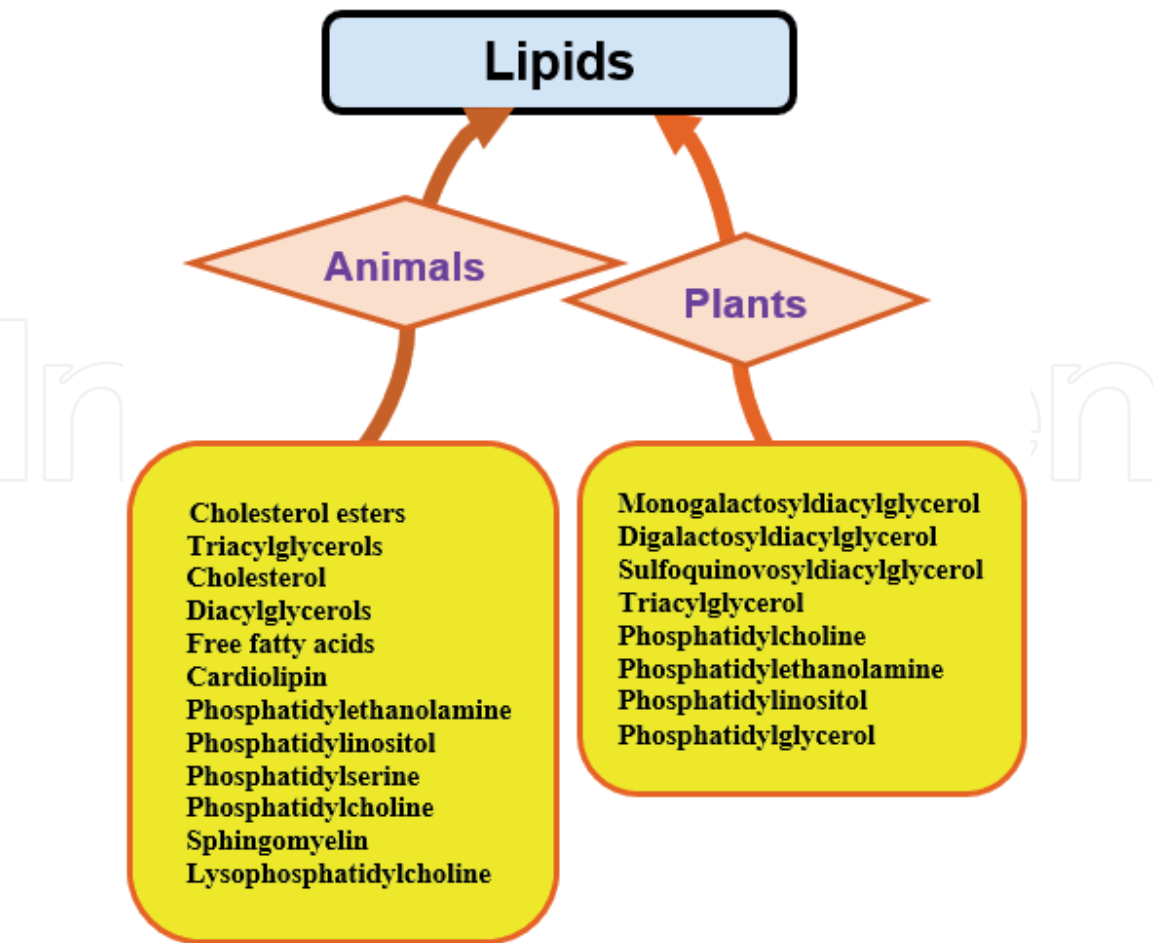 Lipids
Animals
Plants
Cholesterol esters
Triacylglycerols
Cholesterol
Diacylglycerols
Free fatty acids
Cardiolipin
Phosphatidylethanolamine
Phosphatidylinositol
Phosphatidylserine
Phosphatidylcholine
Sphingomyelin
Lysophosphatidylcholine
Monogalactosyldiacylglycerol
Digalactosyldiacylglycerol
Sulfoquinovosyldiacylglycerol
Triacylglycerol
Phosphatidylcholine
Phosphatidylethanolamine
Phosphatidylinositol
Phosphatidylglycerol